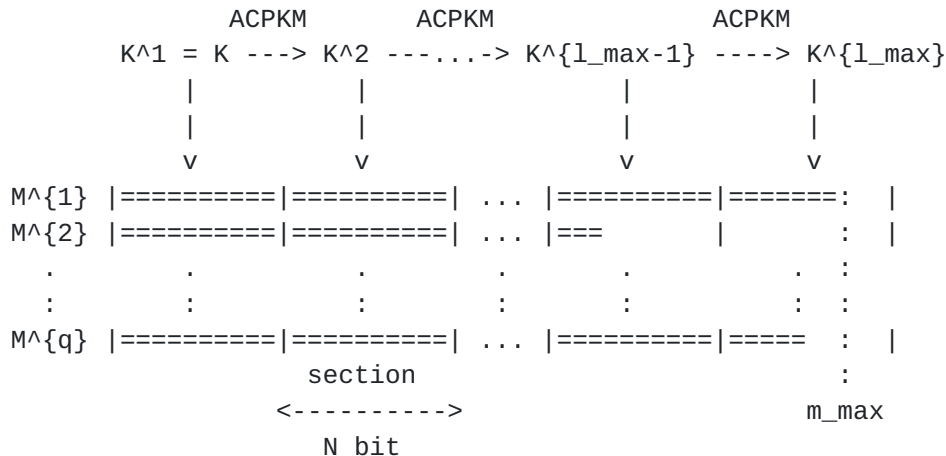 ACPKM ACPKM ACPKM
K^1 = K ---> K^2 ---...-> K^{l_max-1} ----> K^{l_max}
| | | |
| | | |
v v v v
M^{1} |==========|==========| ... |==========|=======: |
M^{2} |==========|==========| ... |=== | : |
. . . . . . :
: : : : : : :
M^{q} |==========|==========| ... |==========|===== : |
section :
<----------> m_max
N bit